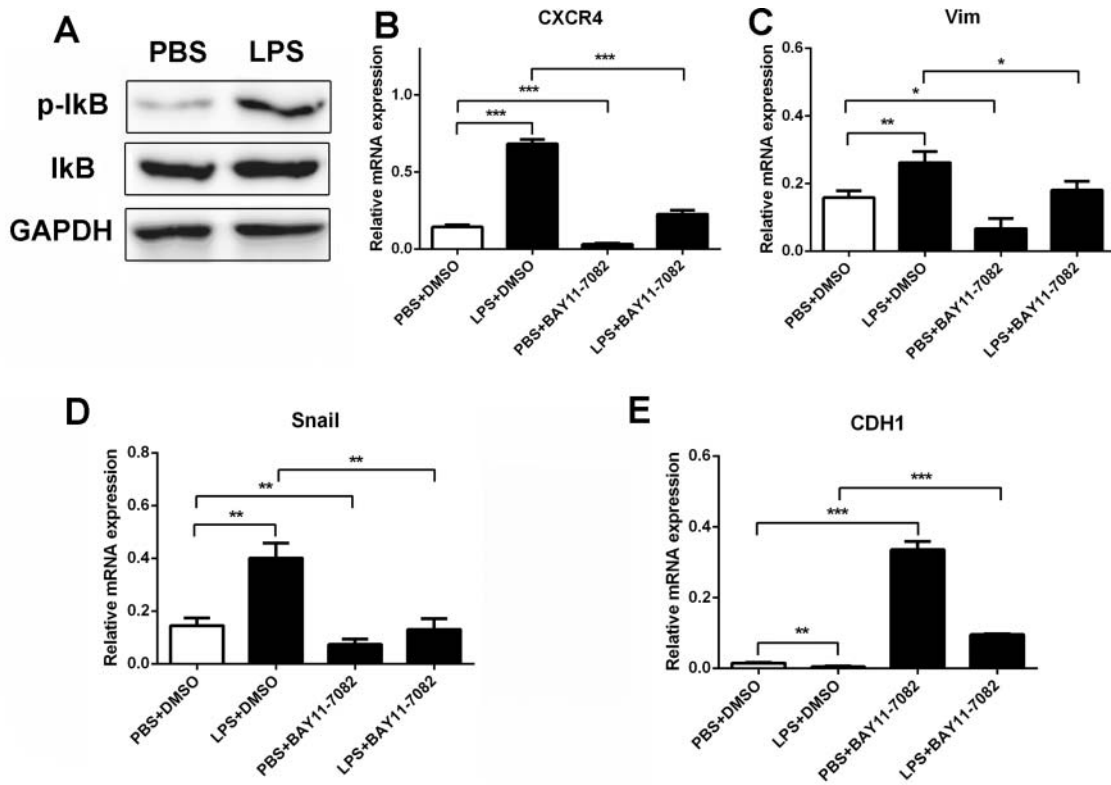 A
PBS LPS
p-IkB
IkB
GAPDH
B
CXCR4
Relative mRNA expression
1.0
0.5
0.0
***
***
***
PBS+DMSO
LPS+DMSO
PBS+BAY11-7082
LPS+BAY11-7082
C
Vim
Relative mRNA expression
0.6
0.4
0.2
0.0
*
*
**
PBS+DMSO
LPS+DMSO
PBS+BAY11-7082
LPS+BAY11-7082
D
Snail
Relative mRNA expression
0.8
0.6
0.4
0.2
0.0
**
**
**
PBS+DMSO
LPS+DMSO
PBS+BAY11-7082
LPS+BAY11-7082
E
CDH1
Relative mRNA expression
0.6
0.4
0.2
0.0
***
***
**
PBS+DMSO
LPS+DMSO
PBS+BAY11-7082
LPS+BAY11-7082